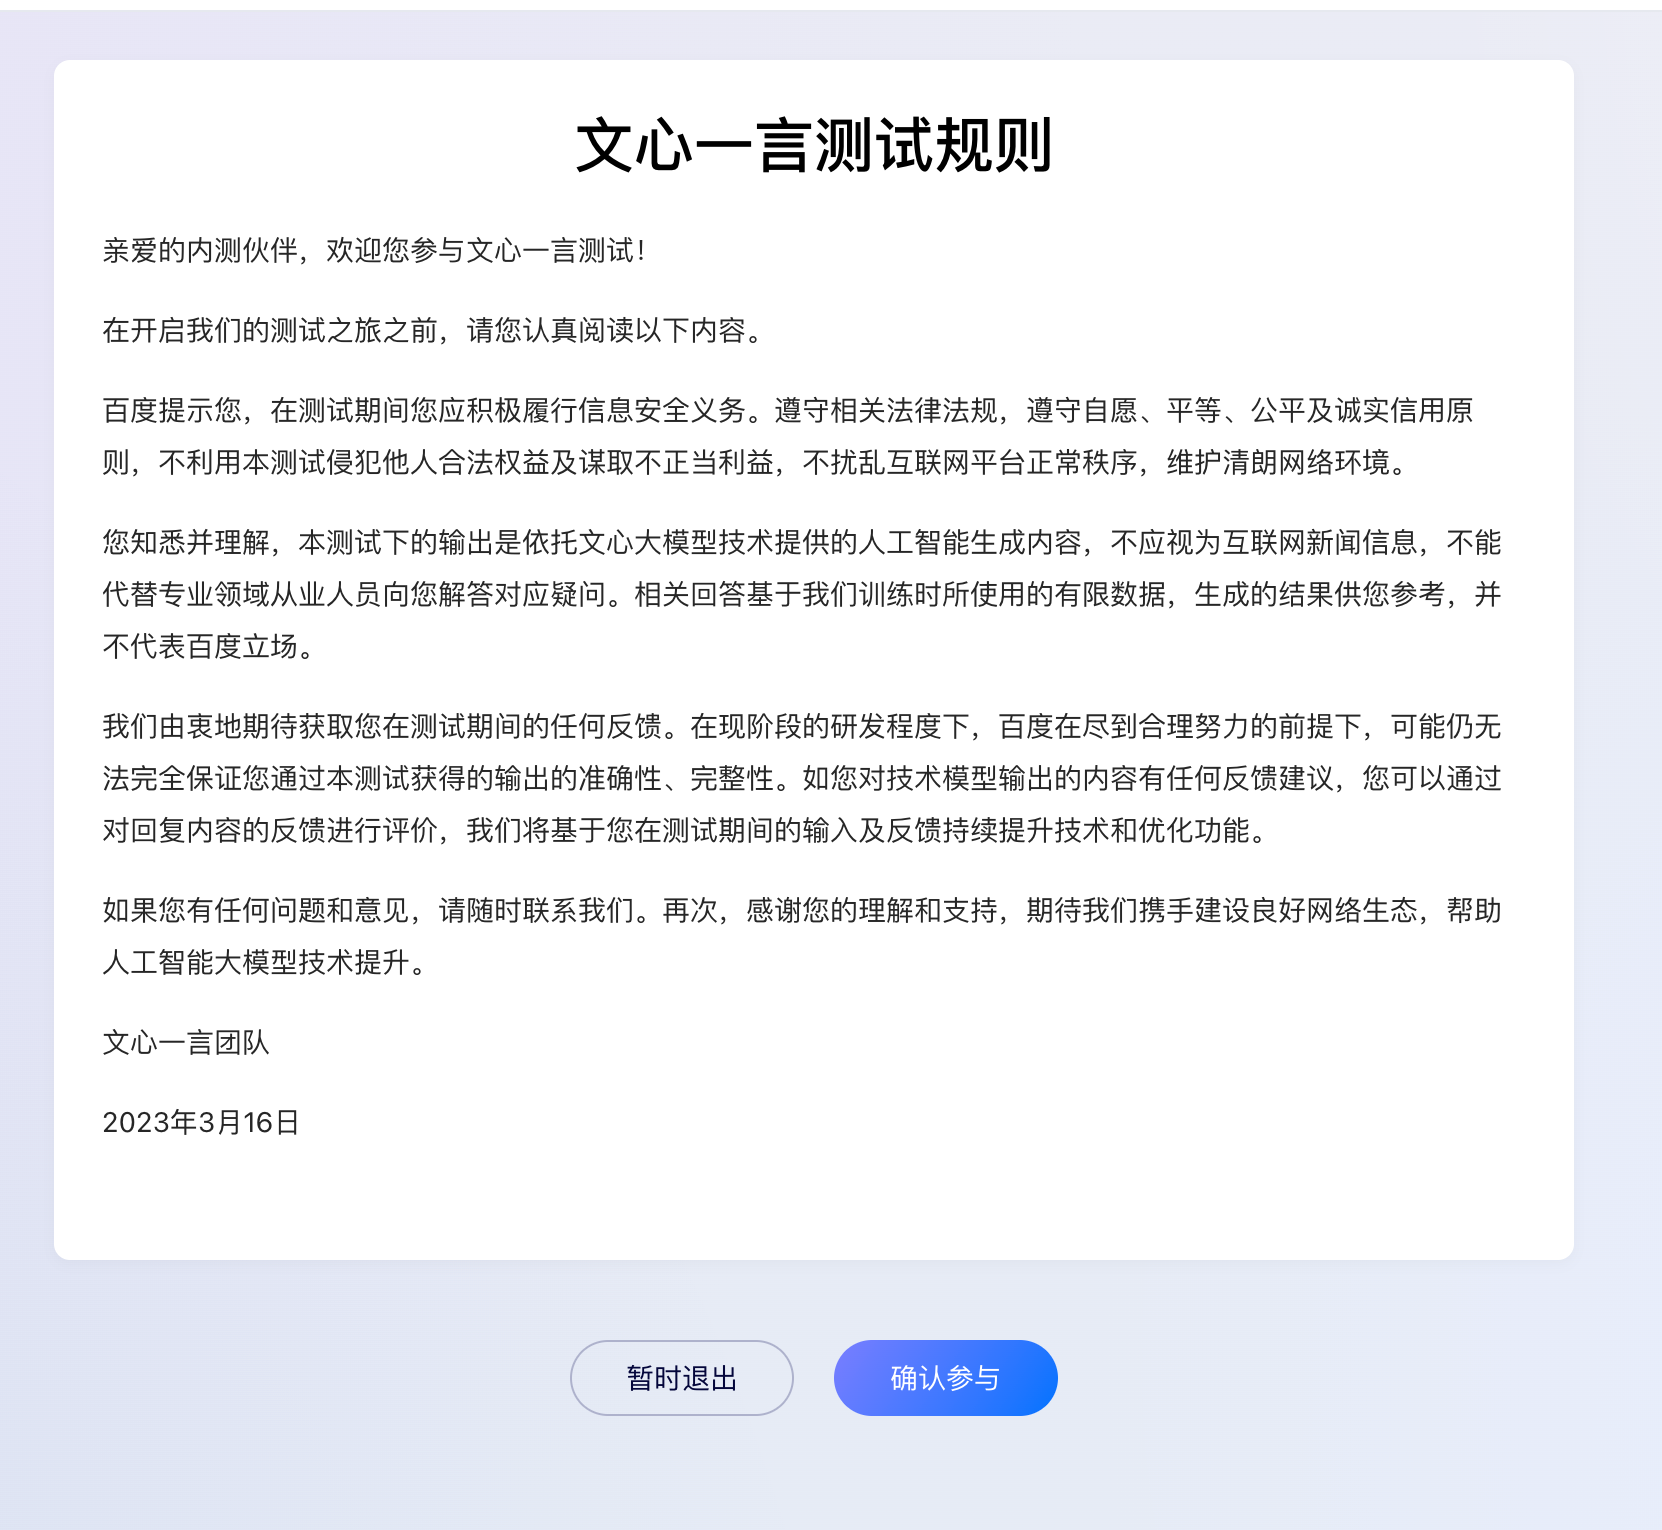 文心一言测试规则
亲爱的内测伙伴，欢迎您参与文心一言测试！
在开启我们的测试之旅之前，请您认真阅读以下内容。
百度提示您，在测试期间您应积极履行信息安全义务。遵守相关法律法规，遵守自愿、平等、公平及诚实信用原
则，不利用本测试侵犯他人合法权益及谋取不正当利益，不扰乱互联网平台正常秩序，维护清朗网络环境。
您知悉并理解，本测试下的输出是依托文心大模型技术提供的人工智能生成内容，不应视为互联网新闻信息，不能
代替专业领域从业人员向您解答对应疑问。相关回答基于我们训练时所使用的有限数据，生成的结果供您参考，并
不代表百度立场。
我们由衷地期待获取您在测试期间的任何反馈。在现阶段的研发程度下，百度在尽到合理努力的前提下，可能仍无
法完全保证您通过本测试获得的输出的准确性、完整性。如您对技术模型输出的内容有任何反馈建议，您可以通过
对回复内容的反馈进行评价，我们将基于您在测试期间的输入及反馈持续提升技术和优化功能。
如果您有任何问题和意见，请随时联系我们。再次，感谢您的理解和支持，期待我们携手建设良好网络生态，帮助
人工智能大模型技术提升。
文心一言团队
2023年3月16日
暂时退出
确认参与